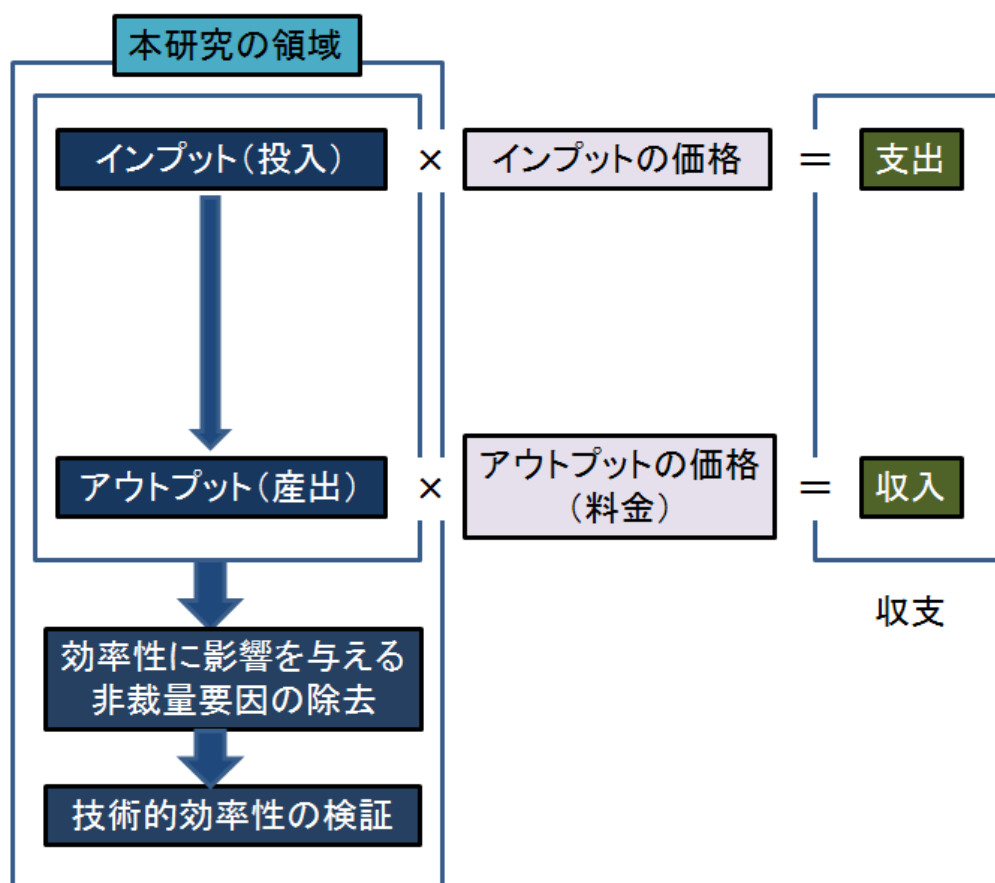 本研究の領域
インプット（投入） × インプットの価格 ＝ 支出
アウトプット（産出） × アウトプットの価格 ＝ 収入
（料金）
収支
効率性に影響を与える
非裁量要因の除去
技術的効率性の検証